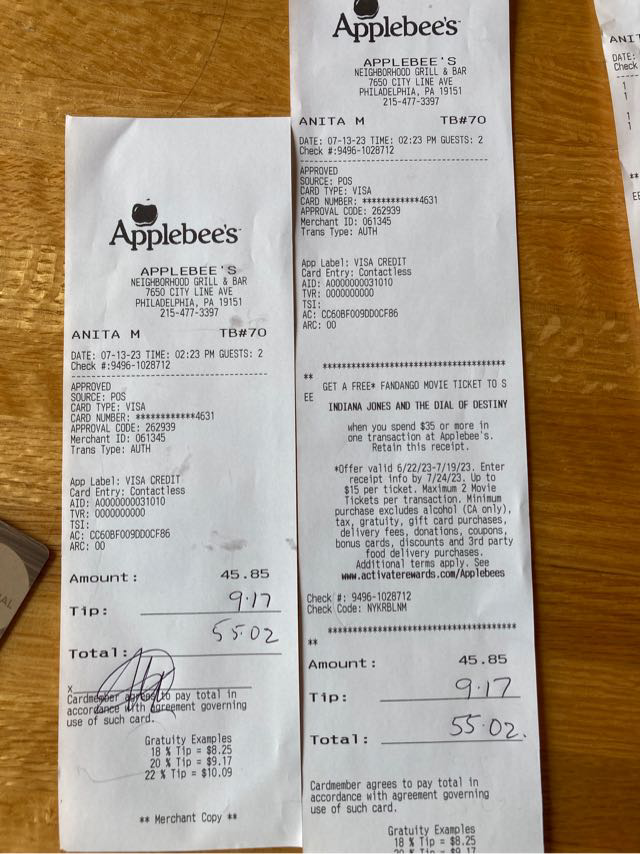 Applebee's
APPLEBEE'S
NEIGHBORHOOD GRILL & BAR
7650 CITY LINE AVE
PHILADELPHIA, PA 19151
215-477-3397
ANITA M TB#70
DATE: 07-13-23 TIME: 02:23 PM GUESTS: 2
Check #:9496-1028712
APPROVED
SOURCE: POS
CARD TYPE: VISA
CARD NUMBER: ************4631
APPROVAL CODE: 262939
Merchant ID: 061345
Trans Type: AUTH
App Label: VISA CREDIT
Card Entry: Contactless
AID: A0000000031010
TVR: 0000000000
TSI:
AC: CC60BF009DD0CF86
ARC: 00
Amount: 45.85
Tip: 9.17
55.02
Total:
x
Cardmember agrees to pay total in
accordance with agreement governing
use of such card.
Gratuity Examples
18 % Tip = $8.25
20 % Tip = $9.17
22 % Tip = $10.09
** Merchant Copy **
Applebee's
APPLEBEE'S
NEIGHBORHOOD GRILL & BAR
7650 CITY LINE AVE
PHILADELPHIA, PA 19151
215-477-3397
ANITA M TB#70
DATE: 07-13-23 TIME: 02:23 PM GUESTS: 2
Check #:9496-1028712
APPROVED
SOURCE: POS
CARD TYPE: VISA
CARD NUMBER: ************4631
APPROVAL CODE: 262939
Merchant ID: 061345
Trans Type: AUTH
App Label: VISA CREDIT
Card Entry: Contactless
AID: A0000000031010
TVR: 0000000000
TSI:
AC: CC60BF009DD0CF86
ARC: 00
************************************
**
GET A FREE* FANDANGO MOVIE TICKET TO S
EE
INDIANA JONES AND THE DIAL OF DESTINY
when you spend $35 or more in
one transaction at Applebee's.
Retain this receipt.
*Offer valid 6/22/23-7/19/23. Enter
receipt info by 7/24/23. Up to
$15 per ticket. Maximum 2 Movie
Tickets per transaction. Minimum
purchase excludes alcohol (CA only),
tax, gratuity, gift card purchases,
delivery fees, donations, coupons,
bonus cards, discounts and 3rd party
food delivery purchases.
Additional terms apply. See
www.activaterewards.com/Applebees
Check #: 9496-1028712
Check Code: NYKRBLNM
************************************
**
Amount: 45.85
Tip: 9.17
Total: 55.02.
Cardmember agrees to pay total in
accordance with agreement governing
use of such card.
Gratuity Examples
18 % Tip = $8.25
20 % Tip = $9.17
ANIT
DATE:
Check
1
1
1
1
**
EE
AL